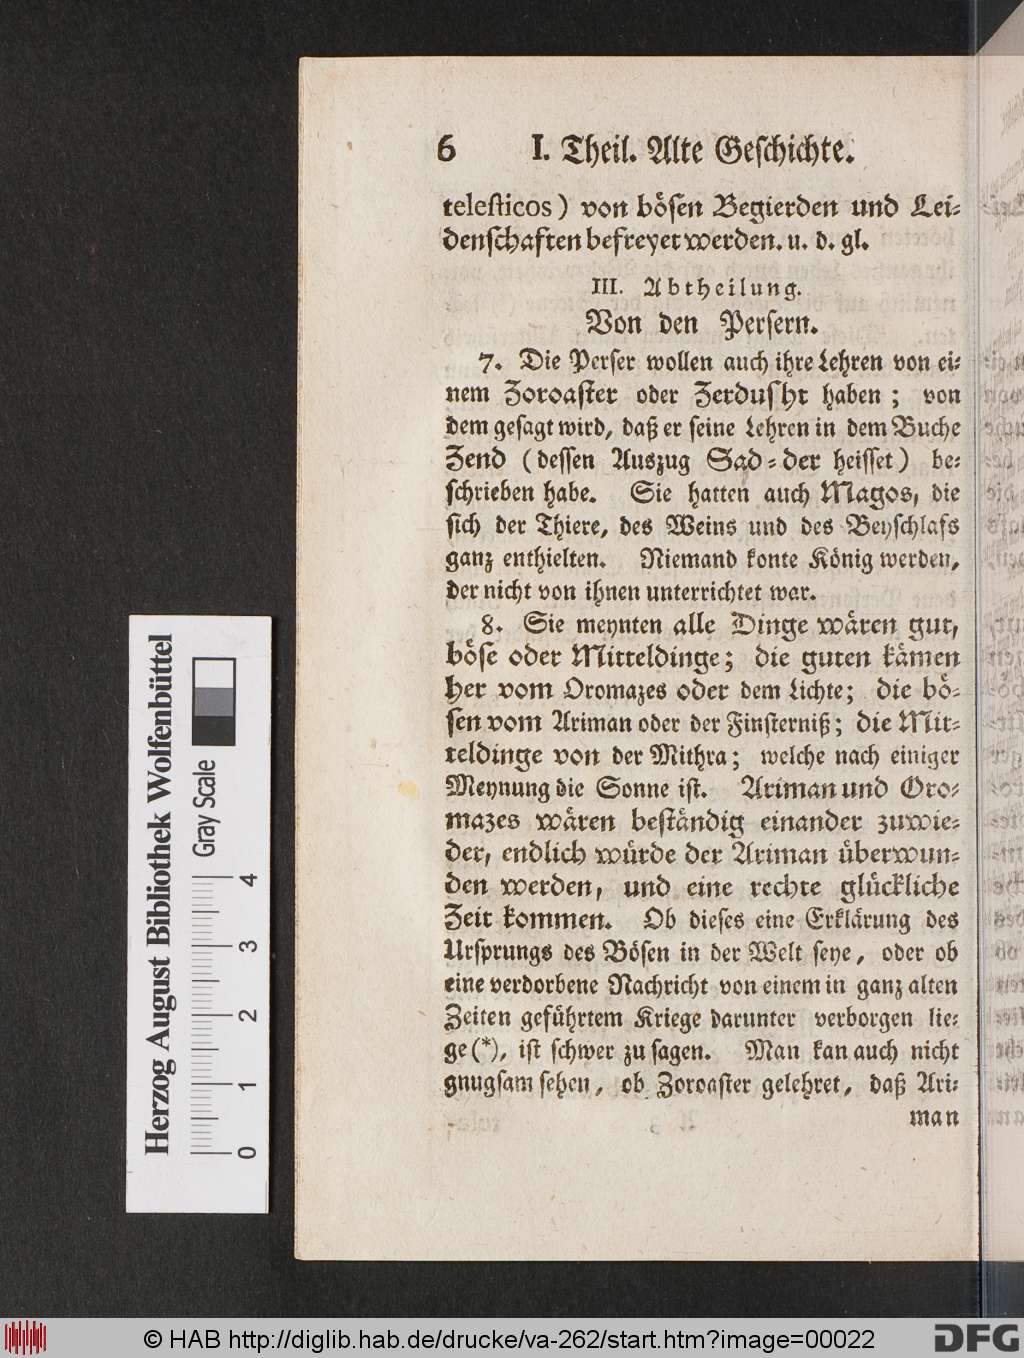 6 I. Theil. Alte Geſchichte.
teleſticos) von böſen Begierden und Lei⸗
denſchaften befreyet werden. u. d. gl.
III. Abtheilung.
Von den Perſern.
7. Die Perſer wollen auch ihre Lehren von ei⸗
nem Zoroaſter oder Zerduſht haben; von
dem geſagt wird, daß er ſeine Lehren in dem Buche
Zend (deſſen Auszug Sad⸗der heiſſet) be⸗
ſchrieben habe. Sie hatten auch Magos, die
ſich der Thiere, des Weins und des Beyſchlafs
ganz enthielten. Niemand konte König werden,
der nicht von ihnen unterrichtet war.
8. Sie meynten alle Dinge wären gut,
böſe oder Mitteldinge; die guten kämen
her vom Oromazes oder dem Lichte; die bö⸗
ſen vom Ariman oder der Finſterniß; die Mit⸗
teldinge von der Mithra; welche nach einiger
Meynung die Sonne iſt. Ariman und Oro⸗
mazes wären beſtändig einander zuwie⸗
der, endlich würde der Ariman überwun⸗
den werden, und eine rechte glückliche
Zeit kommen. Ob dieſes eine Erklärung des
Urſprungs des Böſen in der Welt ſeye, oder ob
eine verdorbene Nachricht von einem in ganz alten
Zeiten geführtem Kriege darunter verborgen lie⸗
ge (*), iſt ſchwer zu ſagen. Man kan auch nicht
gnugſam ſehen, ob Zoroaſter gelehret, daß Ari⸗
man
Herzog August Bibliothek Wolfenbüttel
Gray Scale
0 1 2 3 4
© HAB http://diglib.hab.de/drucke/va-262/start.htm?image=00022
DFG